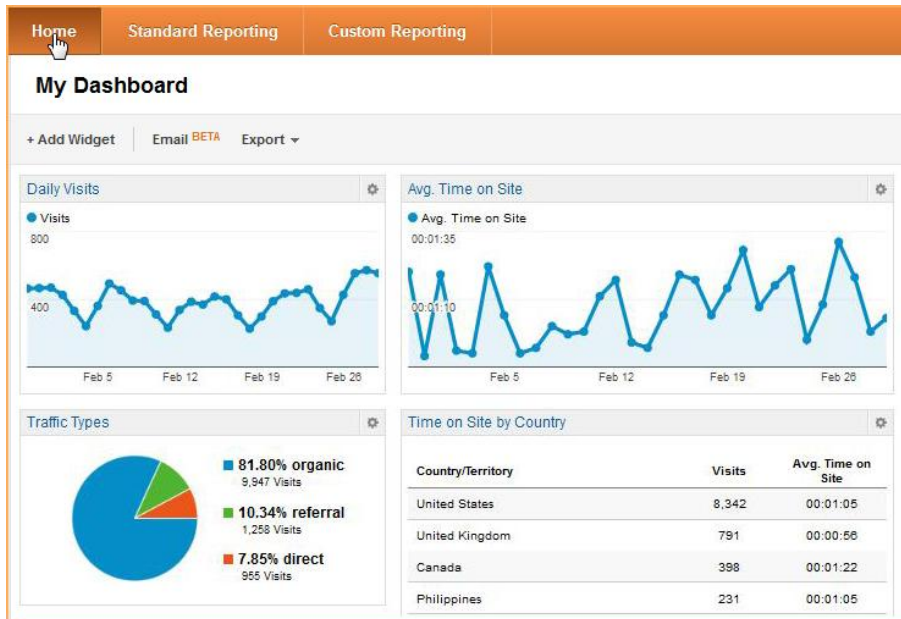 Home Standard Reporting Custom Reporting
My Dashboard
+ Add Widget Email BETA Export
Daily Visits
Visits
800
400
Feb 5 Feb 12 Feb 19 Feb 26
Avg. Time on Site
Avg. Time on Site
00:01:35
00:01:10
Feb 5 Feb 12 Feb 19 Feb 26
Traffic Types
81.80% organic
9,947 Visits
10.34% referral
1,258 Visits
7.85% direct
955 Visits
Time on Site by Country
Country/Territory Visits Avg. Time on Site
United States 8,342 00:01:05
United Kingdom 791 00:00:56
Canada 398 00:01:22
Philippines 231 00:01:05